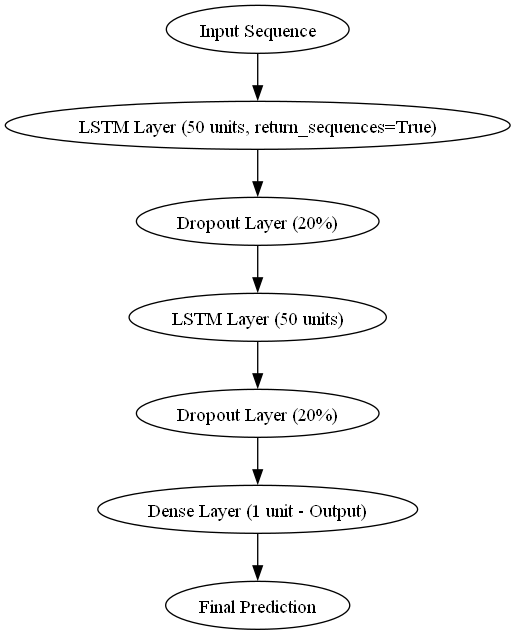 Input Sequence
LSTM Layer (50 units, return_sequences=True)
Dropout Layer (20%)
LSTM Layer (50 units)
Dropout Layer (20%)
Dense Layer (1 unit - Output)
Final Prediction